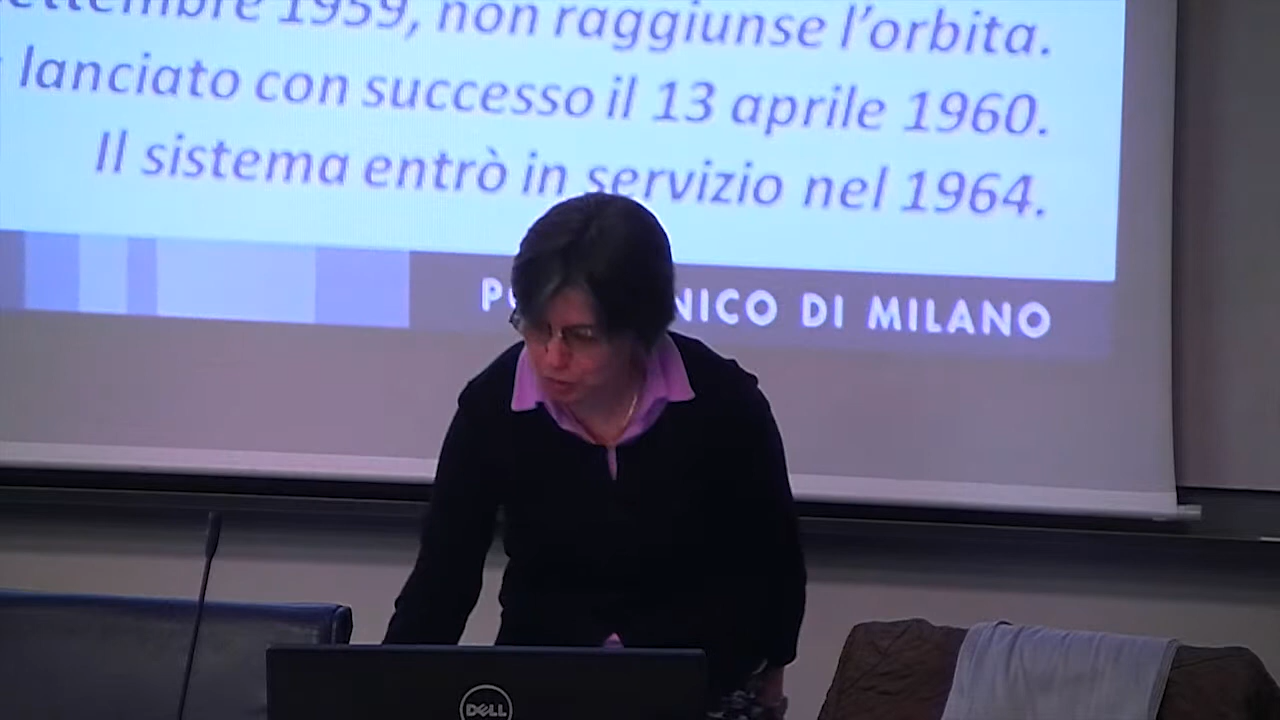 settembre 1959, non raggiunse l'orbita.
lanciato con successo il 13 aprile 1960.
Il sistema entrò in servizio nel 1964.
NICO DI MILANO
DELL